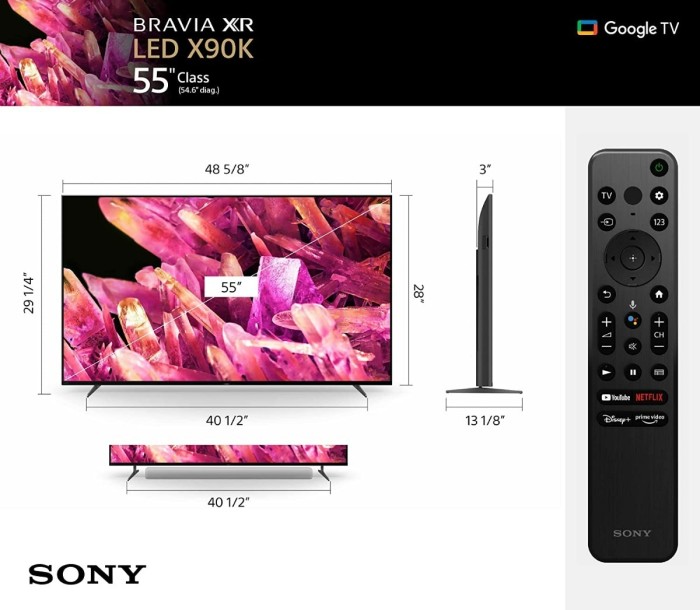 BRAVIA XR
LED X90K
55" Class
(54.6" diag.)
Google TV
48 5/8"
3"
29 1/4"
55"
28"
40 1/2"
13 1/8"
40 1/2"
SONY
TV
123
CH
YouTube NETFLIX
Disney+ prime video
SONY